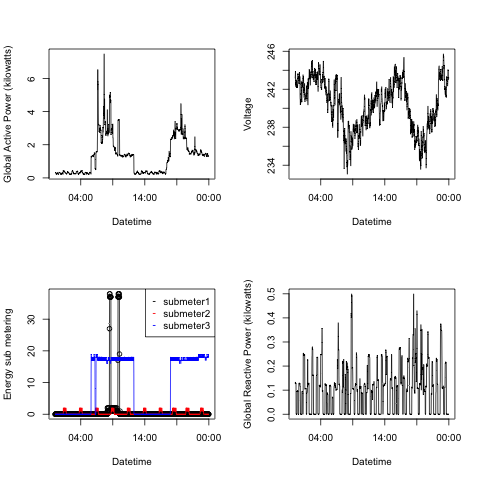 Global Active Power (kilowatts)
0 2 4 6
04:00 14:00 00:00
Datetime
Voltage
234 238 242 246
04:00 14:00 00:00
Datetime
Energy sub metering
0 10 20 30
04:00 14:00 00:00
Datetime
- submeter1
- submeter2
- submeter3
Global Reactive Power (kilowatts)
0.0 0.1 0.2 0.3 0.4 0.5
04:00 14:00 00:00
Datetime